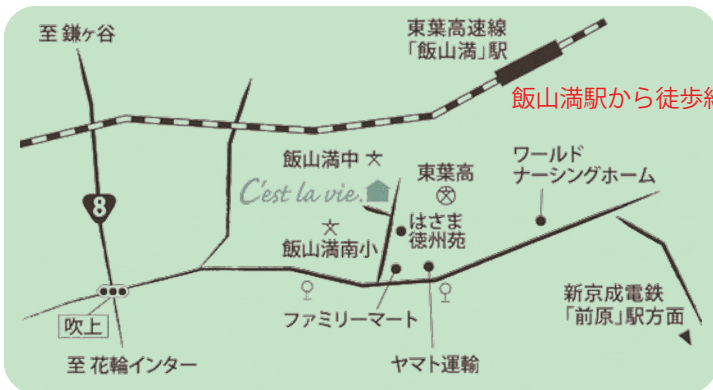 至 鎌ヶ谷
東葉高速線
「飯山満」駅
飯山満駅から徒歩
飯山満中
東葉高
ワールド
ナーシングホーム
C'est la vie.
はさま
徳州苑
飯山満南小
8
吹上
ファミリーマート
ヤマト運輸
新京成電鉄
「前原」駅方面
至 花輪インター